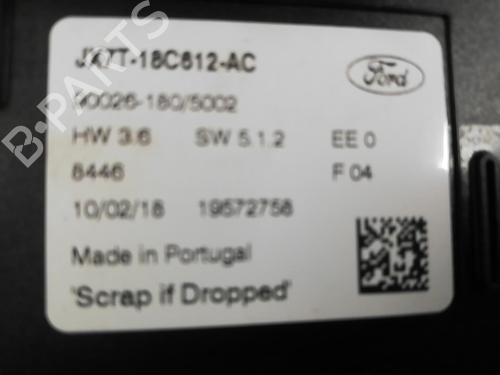 JX7T-18C612-AC
Ford
90026-180/5002
HW 3.6 SW 5.1.2 EE 0
8446 F 04
10/02/18 19572758
Made in Portugal
'Scrap if Dropped'
B-PARTS